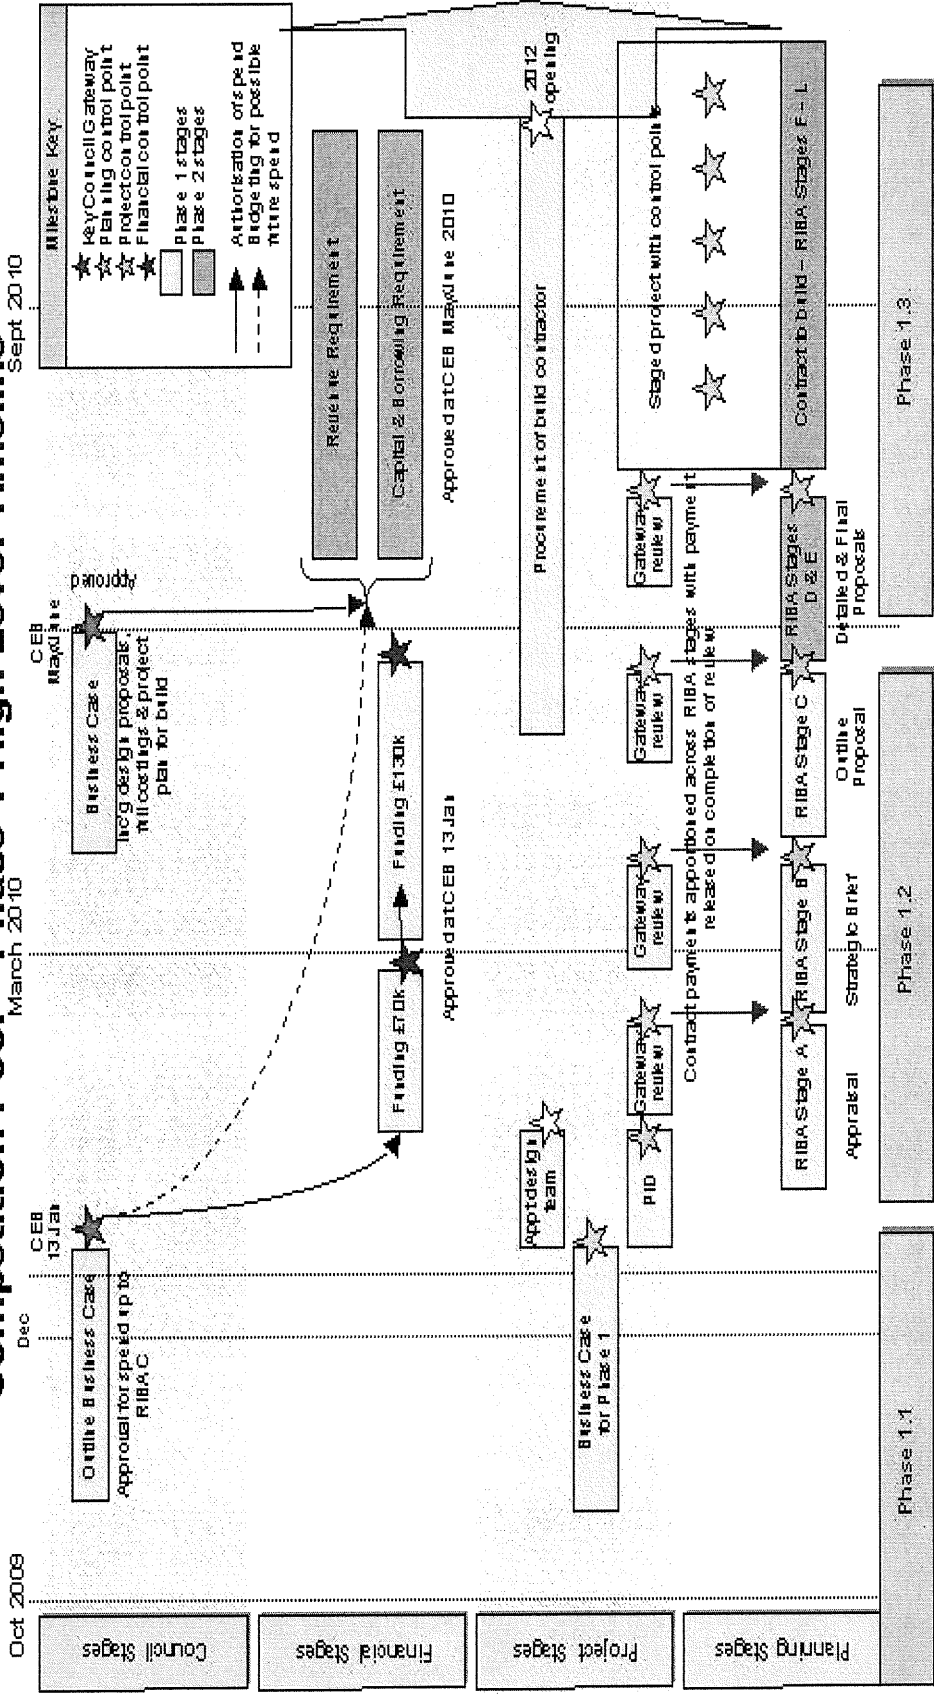 Oct 2009
Dec
CEB
13 Jan
March 2010
CEB
May/June
Sept 2010
Milestone Key:
Key Council Gateway
Planning control point
Project control point
Financial control point
Phase 1 stages
Phase 2 stages
Authorisation of spend
Budgeting for possible
future spend
Council Stages
Outline Business Case
Approval for spend up to
RIBA C
Business Case
inc'g design proposals,
full costings & project
plan for build
Approved
Financial Stages
Funding £70k
Funding £130k
Approved at CEB 13 Jan
Revenue Requirement
Capital & Borrowing Requirement
Approved at CEB May/June 2010
Project Stages
Business Case
for Phase 1
Appt design
team
PID
Procurement of build contractor
2012
opening
Gateway
review
Gateway
review
Gateway
review
Gateway
review
Contract payments apportioned across RIBA stages with payment
released on completion of review
Staged project with control points
Planning Stages
RIBA Stage A
Appraisal
RIBA Stage B
Strategic Brief
RIBA Stage C
Outline
Proposal
RIBA Stages
D & E
Detailed & Final
Proposals
Contract to build – RIBA Stages F – L
Phase 1.1
Phase 1.2
Phase 1.3